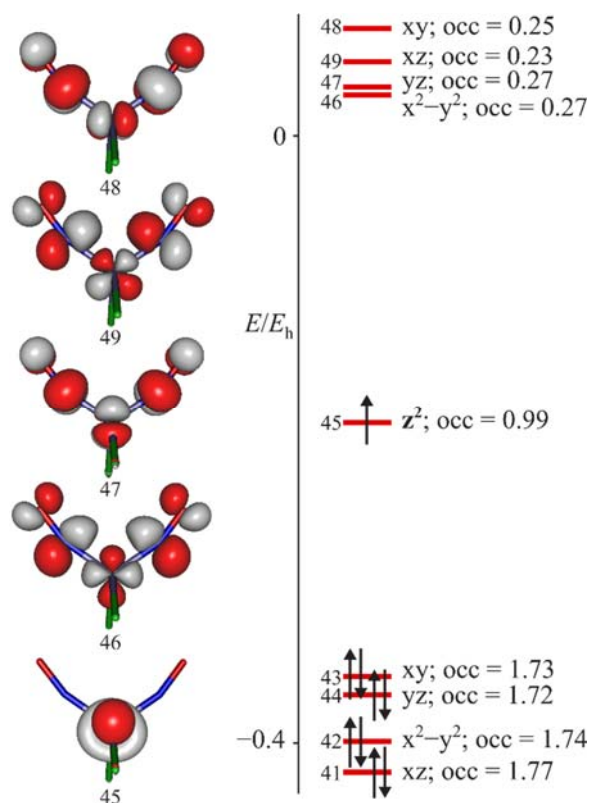 48
49
47
46
45
E/Eₕ
0
−0.4
48 xy; occ = 0.25
49 xz; occ = 0.23
47 yz; occ = 0.27
46 x²−y²; occ = 0.27
45 z²; occ = 0.99
43 xy; occ = 1.73
44 yz; occ = 1.72
42 x²−y²; occ = 1.74
41 xz; occ = 1.77